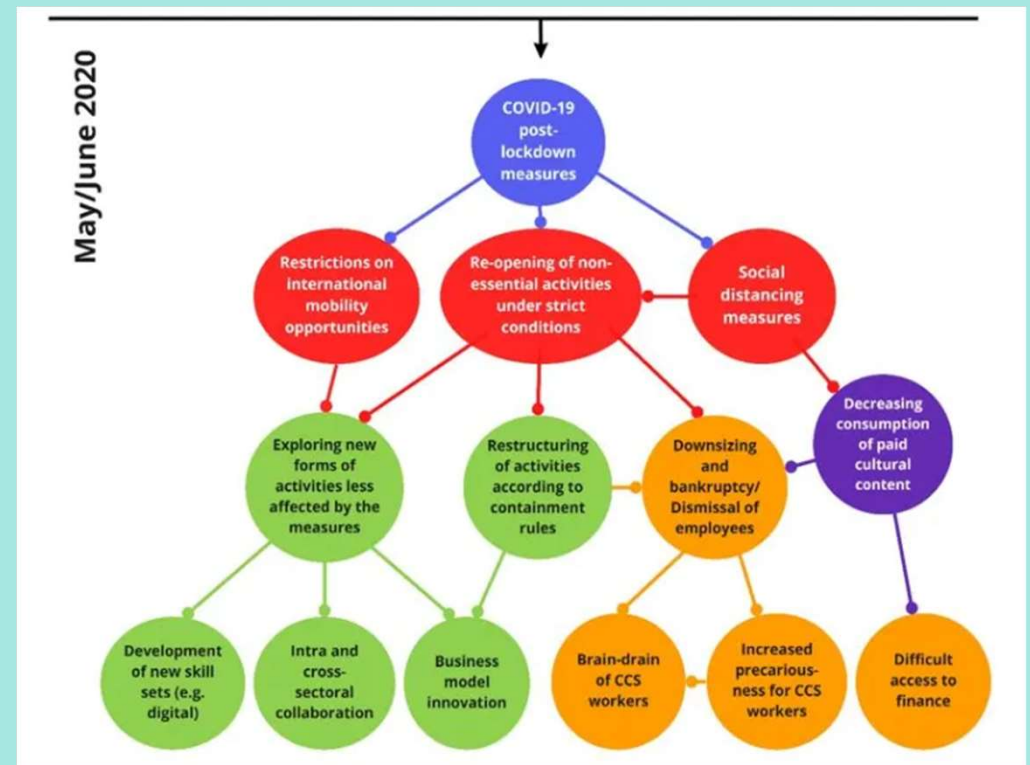 May/June 2020
COVID-19
post-
lockdown
measures
Restrictions on
international
mobility
opportunities
Re-opening of non-
essential activities
under strict
conditions
Social
distancing
measures
Decreasing
consumption
of paid
cultural
content
Exploring new
forms of
activities less
affected by the
measures
Restructuring
of activities
according to
containment
rules
Downsizing
and
bankruptcy/
Dismissal of
employees
Development
of new skill
sets (e.g.
digital)
Intra and
cross-
sectoral
collaboration
Business
model
innovation
Brain-drain
of CCS
workers
Increased
precarious-
ness for CCS
workers
Difficult
access to
finance